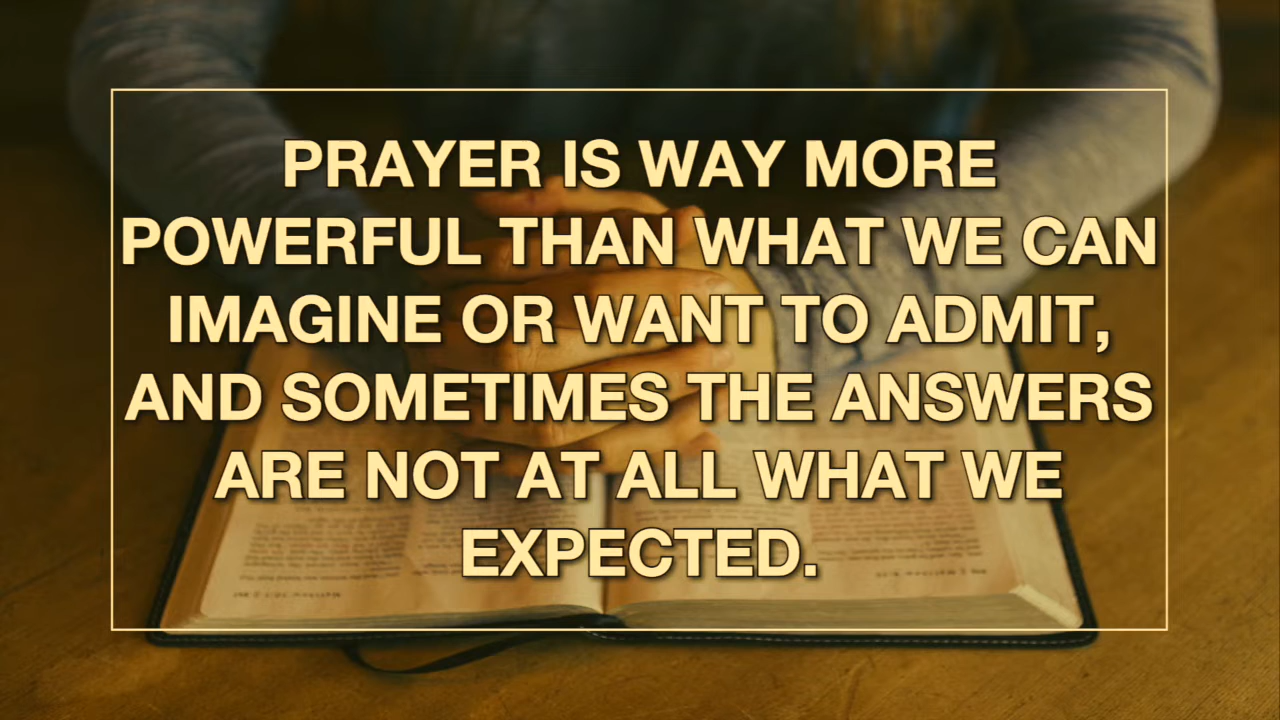 PRAYER IS WAY MORE
POWERFUL THAN WHAT WE CAN
IMAGINE OR WANT TO ADMIT,
AND SOMETIMES THE ANSWERS
ARE NOT AT ALL WHAT WE
EXPECTED.